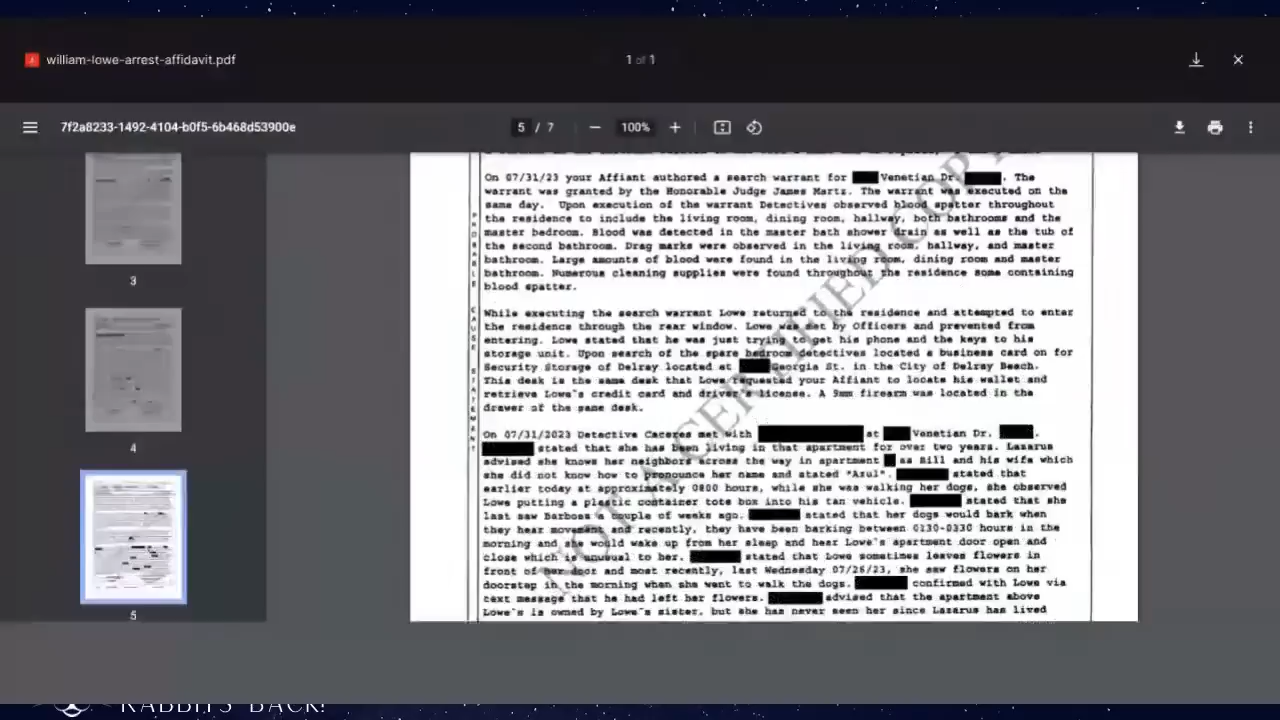 william-lowe-arrest-affidavit.pdf
1 of 1
7f2a8233-1492-4104-b0f5-6b468d53900e
5 / 7
100%
On 07/31/23 your Affiant authored a search warrant for Venetian Dr. . The
warrant was granted by the Honorable Judge James Martz. The warrant was executed on the
same day. Upon execution of the warrant Detectives observed blood spatter throughout
the residence to include the living room, dining room, hallway, both bathrooms and the
master bedroom. Blood was detected in the master bath shower drain as well as the tub of
the second bathroom. Drag marks were observed in the living room, hallway, and master
bathroom. Large amounts of blood were found in the living room, dining room and master
bathroom. Numerous cleaning supplies were found throughout the residence some containing
blood spatter.
While executing the search warrant Lowe returned to the residence and attempted to enter
the residence through the rear window. Lowe was met by Officers and prevented from
entering. Lowe stated that he was just trying to get his phone and the keys to his
storage unit. Upon search of the spare bedroom detectives located a business card on for
Security Storage of Delray located at Georgia St. in the City of Delray Beach.
This desk is the same desk that Lowe requested your Affiant to locate his wallet and
retrieve Lowe's credit card and driver's license. A 9mm firearm was located in the
drawer of the same desk.
On 07/31/2023 Detective Caceres met with at Venetian Dr. .
stated that she has been living in that apartment for over two years. Lazarus
advised she knows her neighbors across the way in apartment as Bill and his wife which
she did not know how to pronounce her name and stated "Azul". stated that
earlier today at approximately 0800 hours, while she was walking her dogs, she observed
Lowe putting a plastic container tote box into his tan vehicle. stated that she
last saw Barbosa a couple of weeks ago. stated that her dogs would bark when
they hear movement and recently, they have been barking between 0130-0330 hours in the
morning and she would wake up from her sleep and hear Lowe's apartment door open and
close which is unusual to her. stated that Lowe sometimes leaves flowers in
front of her door and most recently, last Wednesday 07/26/23, she saw flowers on her
doorstep in the morning when she went to walk the dogs. confirmed with Lowe via
text message that he had left her flowers. advised that the apartment above
Lowe's is owned by Lowe's sister, but she has never seen her since Lazarus has lived
PROBABLE CAUSE STATEMENT
NOT A CERTIFIED COPY
3
4
5
RABBITS BACK!